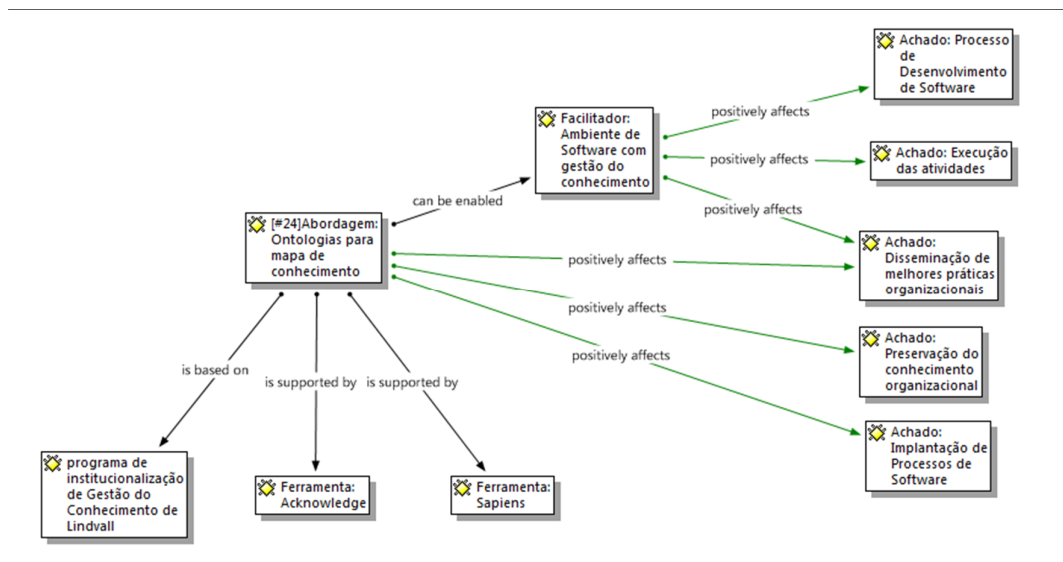 Achado: Processo
de
Desenvolvimento
de Software
positively affects
Facilitador:
Ambiente de
Software com
gestão do
conhecimento
positively affects
Achado: Execução
das atividades
can be enabled
positively affects
[#24]Abordagem:
Ontologias para
mapa de
conhecimento
Achado:
Disseminação de
melhores práticas
organizacionais
positively affects
positively affects
Achado:
Preservação do
conhecimento
organizacional
positively affects
is based on
is supported by
is supported by
Achado:
Implantação de
Processos de
Software
programa de
institucionalização
de Gestão do
Conhecimento de
Lindvall
Ferramenta:
Acknowledge
Ferramenta:
Sapiens